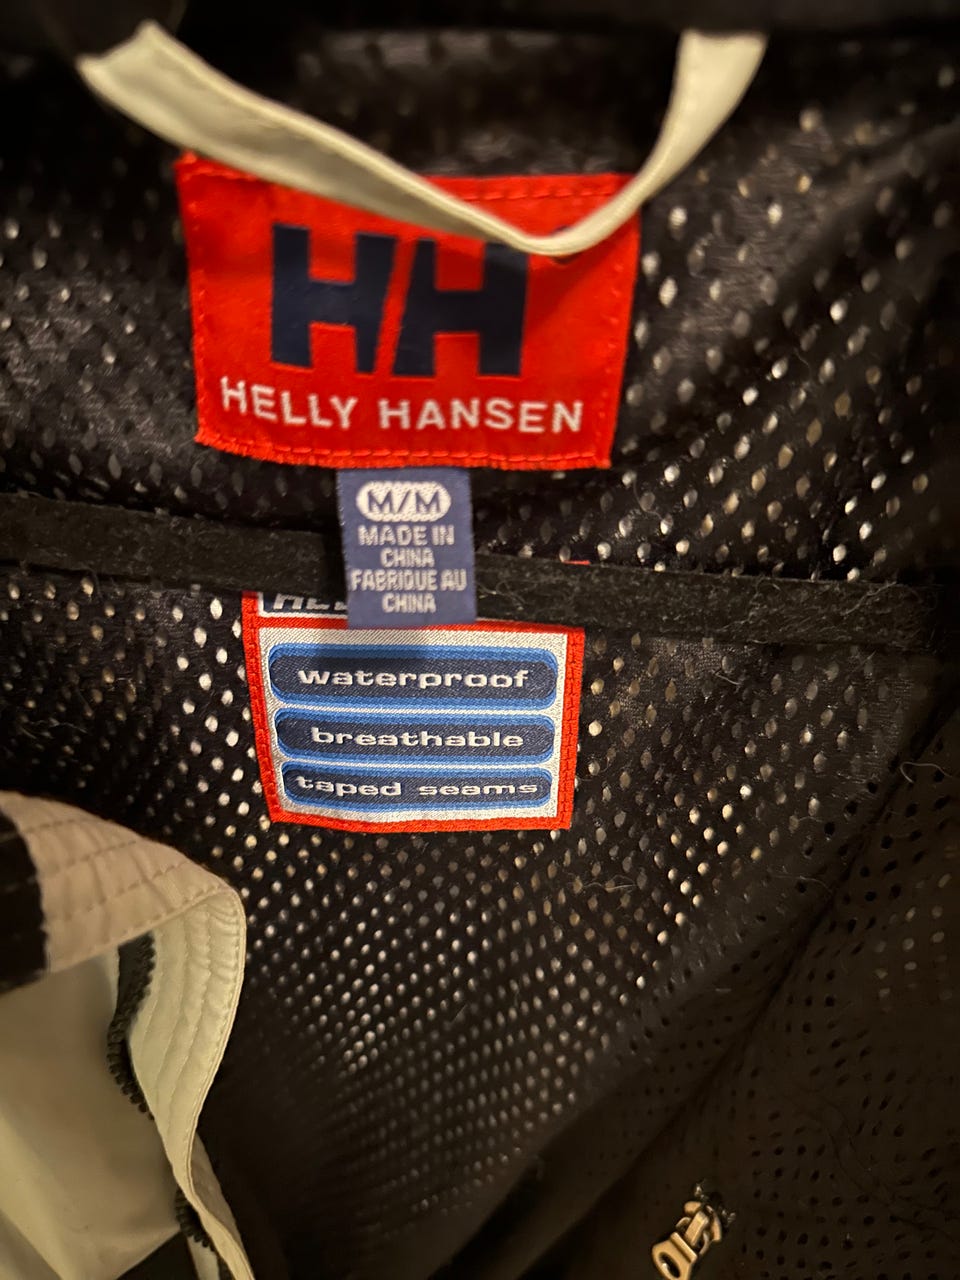 HH
HELLY HANSEN
M/M
MADE IN
CHINA
FABRIQUE AU
CHINA
waterproof
breathable
taped seams